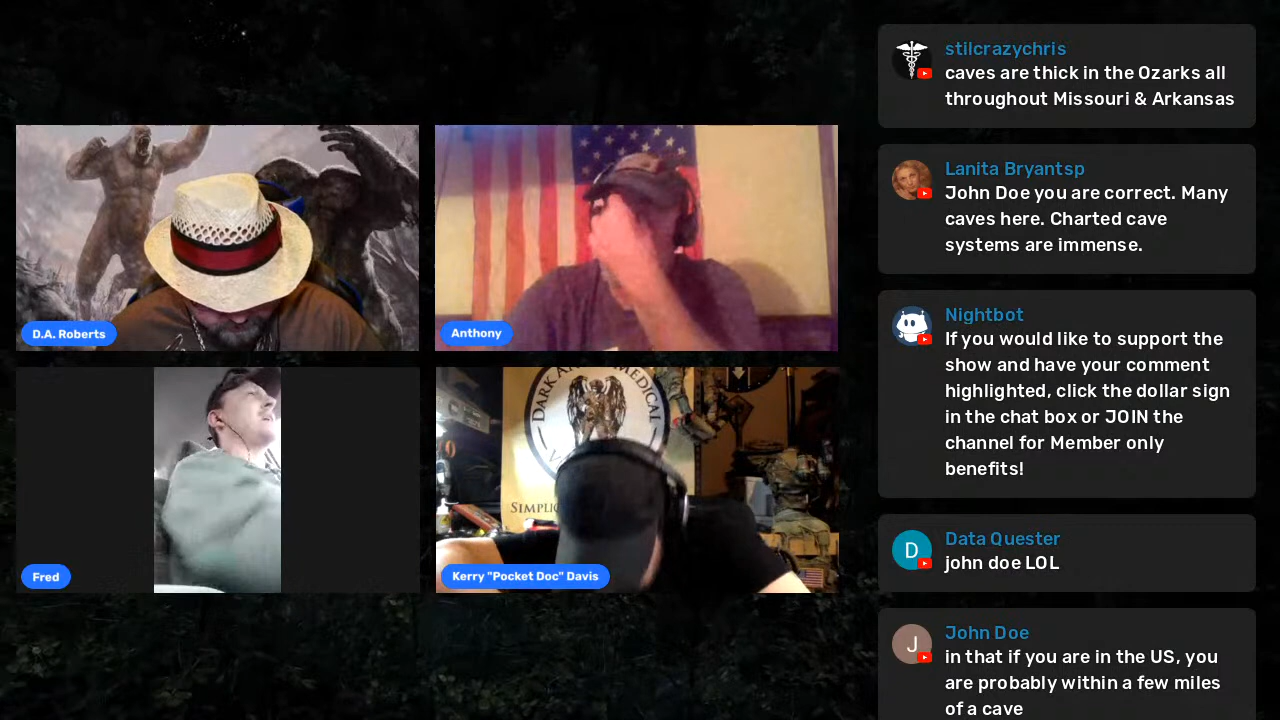 stilcrazychris
caves are thick in the Ozarks all
throughout Missouri & Arkansas
Lanita Bryantsp
John Doe you are correct. Many
caves here. Charted cave
systems are immense.
D.A. Roberts
Anthony
Nightbot
If you would like to support the
show and have your comment
highlighted, click the dollar sign
in the chat box or JOIN the
channel for Member only
benefits!
Fred
Kerry "Pocket Doc" Davis
D
Data Quester
john doe LOL
J
John Doe
in that if you are in the US, you
are probably within a few miles
of a cave
DARK
MEDICAL